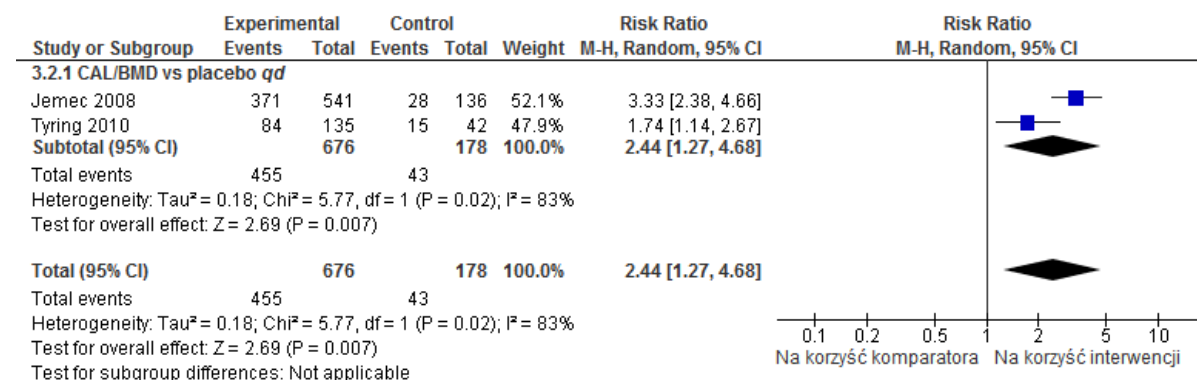 Experimental Control Risk Ratio Risk Ratio
Study or Subgroup Events Total Events Total Weight M-H, Random, 95% CI M-H, Random, 95% CI
3.2.1 CAL/BMD vs placebo qd
Jemec 2008 371 541 28 136 52.1% 3.33 [2.38, 4.66]
Tyring 2010 84 135 15 42 47.9% 1.74 [1.14, 2.67]
Subtotal (95% CI) 676 178 100.0% 2.44 [1.27, 4.68]
Total events 455 43
Heterogeneity: Tau² = 0.18; Chi² = 5.77, df = 1 (P = 0.02); I² = 83%
Test for overall effect: Z = 2.69 (P = 0.007)
Total (95% CI) 676 178 100.0% 2.44 [1.27, 4.68]
Total events 455 43
Heterogeneity: Tau² = 0.18; Chi² = 5.77, df = 1 (P = 0.02); I² = 83%
Test for overall effect: Z = 2.69 (P = 0.007)
Test for subgroup differences: Not applicable
0.1 0.2 0.5 1 2 5 10
Na korzyść komparatora Na korzyść interwencji